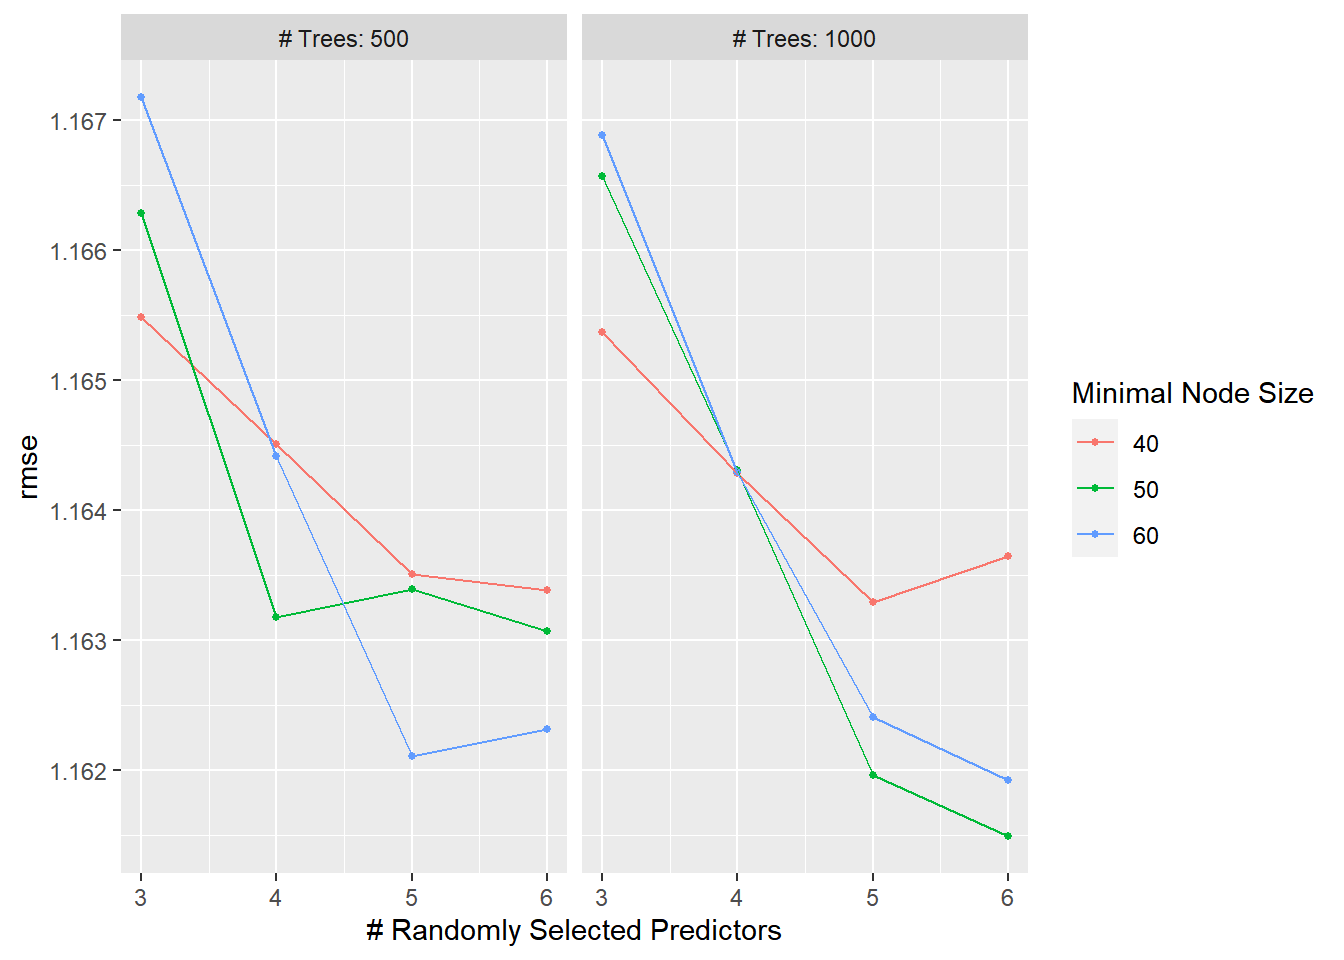 # Trees: 500
# Trees: 1000
1.167
1.166
1.165
1.164
1.163
1.162
rmse
3 4 5 6
3 4 5 6
# Randomly Selected Predictors
Minimal Node Size
40
50
60